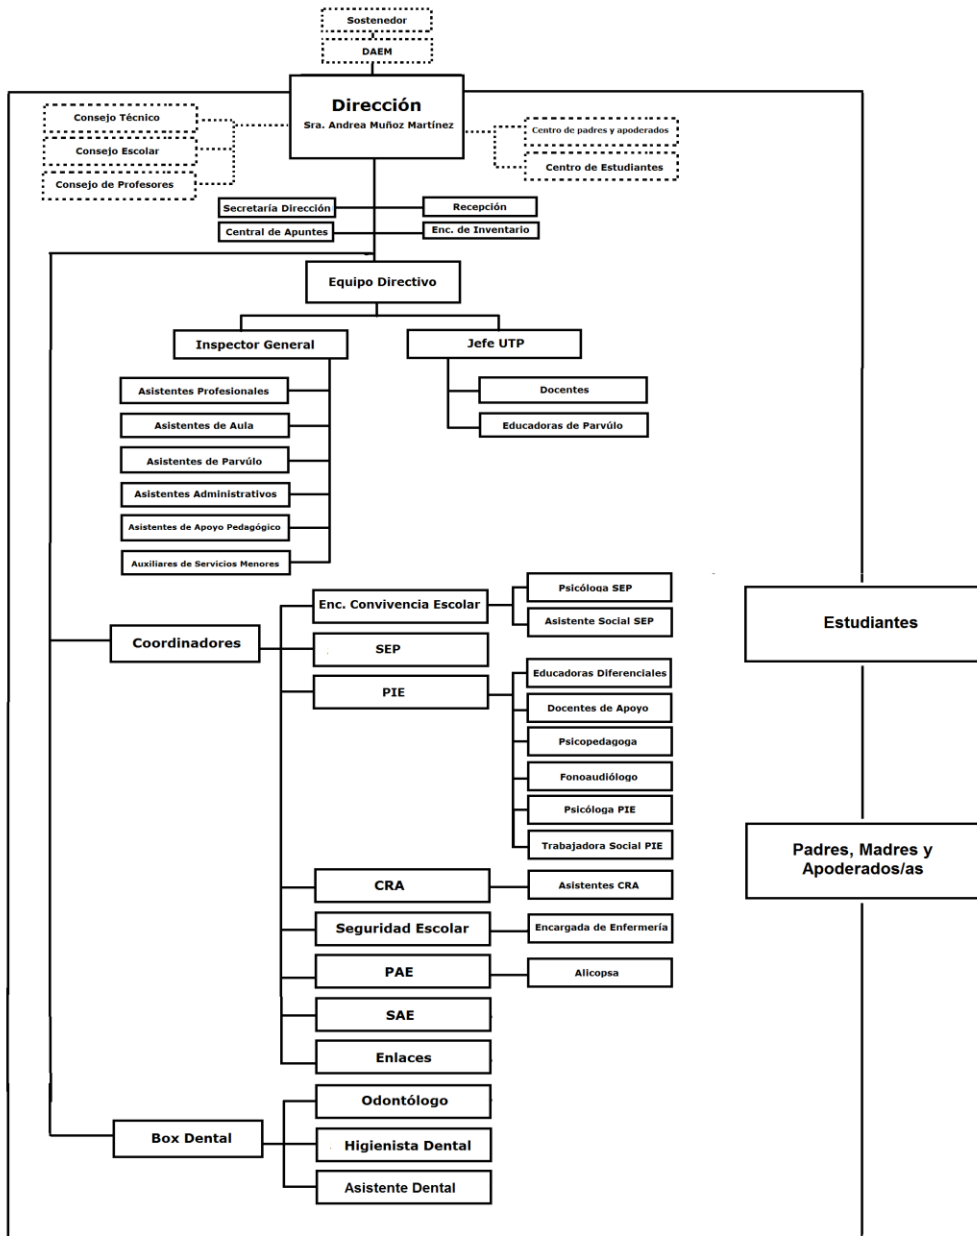 Sostenedor
DAEM
Dirección
Sra. Andrea Muñoz Martínez
Consejo Técnico
Consejo Escolar
Consejo de Profesores
Centro de padres y apoderados
Centro de Estudiantes
Secretaría Dirección
Recepción
Central de Apuntes
Enc. de Inventario
Equipo Directivo
Inspector General
Jefe UTP
Asistentes Profesionales
Asistentes de Aula
Asistentes de Parvúlo
Asistentes Administrativos
Asistentes de Apoyo Pedagógico
Auxiliares de Servicios Menores
Docentes
Educadoras de Parvúlo
Coordinadores
Enc. Convivencia Escolar
Psicóloga SEP
Asistente Social SEP
SEP
PIE
Educadoras Diferenciales
Docentes de Apoyo
Psicopedagoga
Fonoaudiólogo
Psicóloga PIE
Trabajadora Social PIE
CRA
Asistentes CRA
Seguridad Escolar
Encargada de Enfermería
PAE
Alicopsa
SAE
Enlaces
Box Dental
Odontólogo
Higienista Dental
Asistente Dental
Estudiantes
Padres, Madres y
Apoderados/as